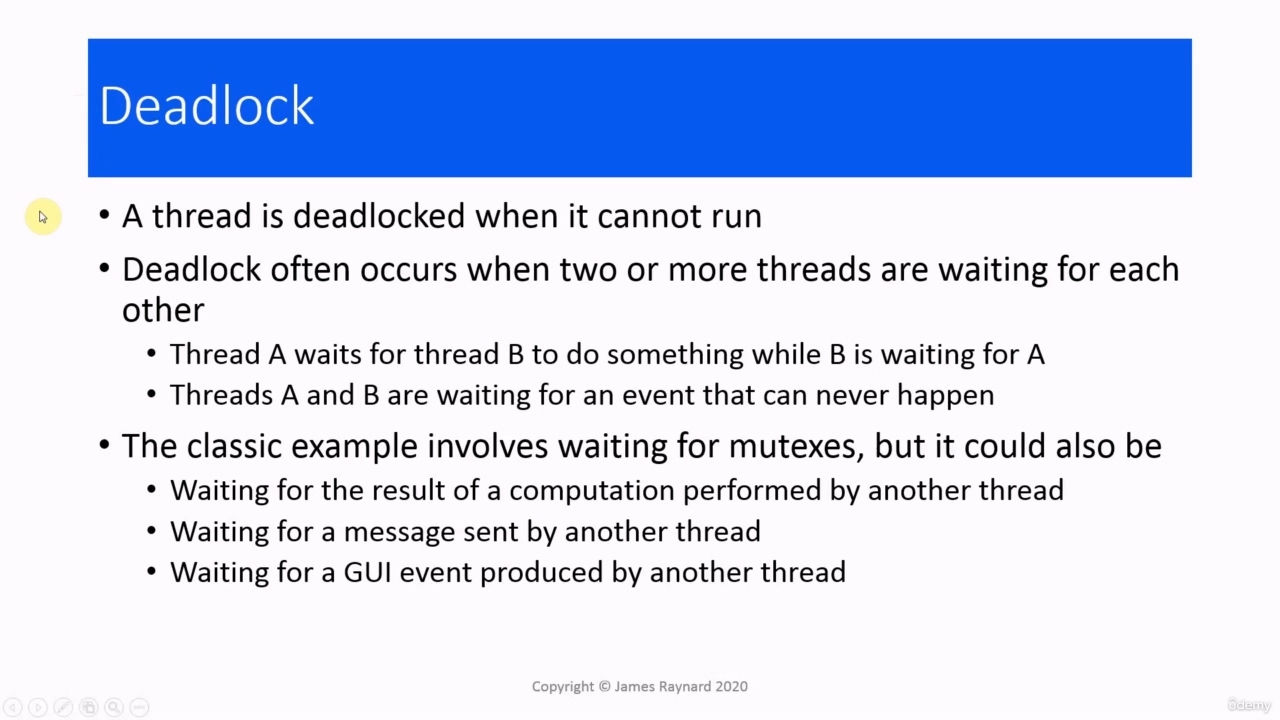 Deadlock
• A thread is deadlocked when it cannot run
• Deadlock often occurs when two or more threads are waiting for each
other
• Thread A waits for thread B to do something while B is waiting for A
• Threads A and B are waiting for an event that can never happen
• The classic example involves waiting for mutexes, but it could also be
• Waiting for the result of a computation performed by another thread
• Waiting for a message sent by another thread
• Waiting for a GUI event produced by another thread
Copyright © James Raynard 2020
ûdemy